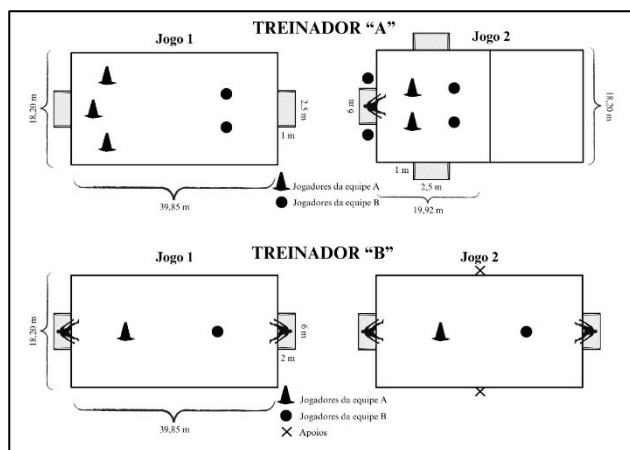 TREINADOR “A”
Jogo 1
Jogo 2
18,20 m
2,5 m
1 m
39,85 m
6 m
1 m
2,5 m
19,92 m
18,20 m
Jogadores da equipe A
Jogadores da equipe B
TREINADOR “B”
Jogo 1
Jogo 2
18,20 m
6 m
2 m
39,85 m
Jogadores da equipe A
Jogadores da equipe B
Apoios